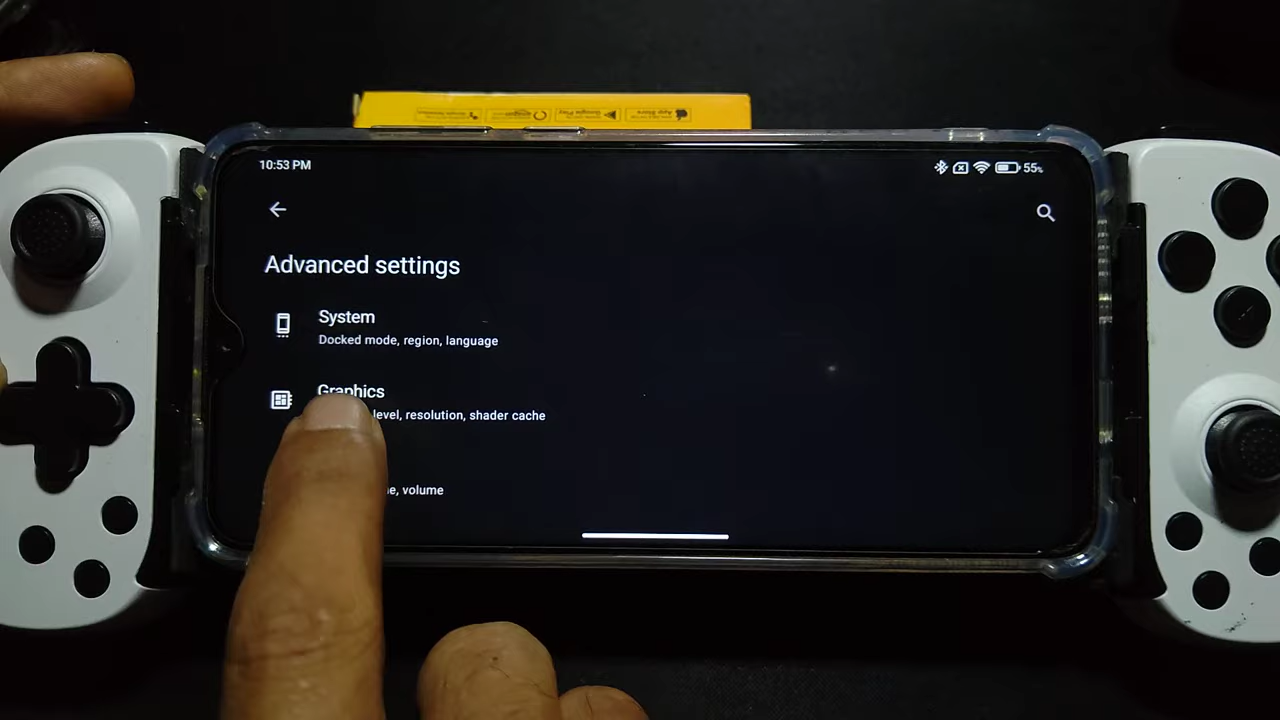 10:53 PM
55%
Advanced settings
System
Docked mode, region, language
Graphics
level, resolution, shader cache
volume